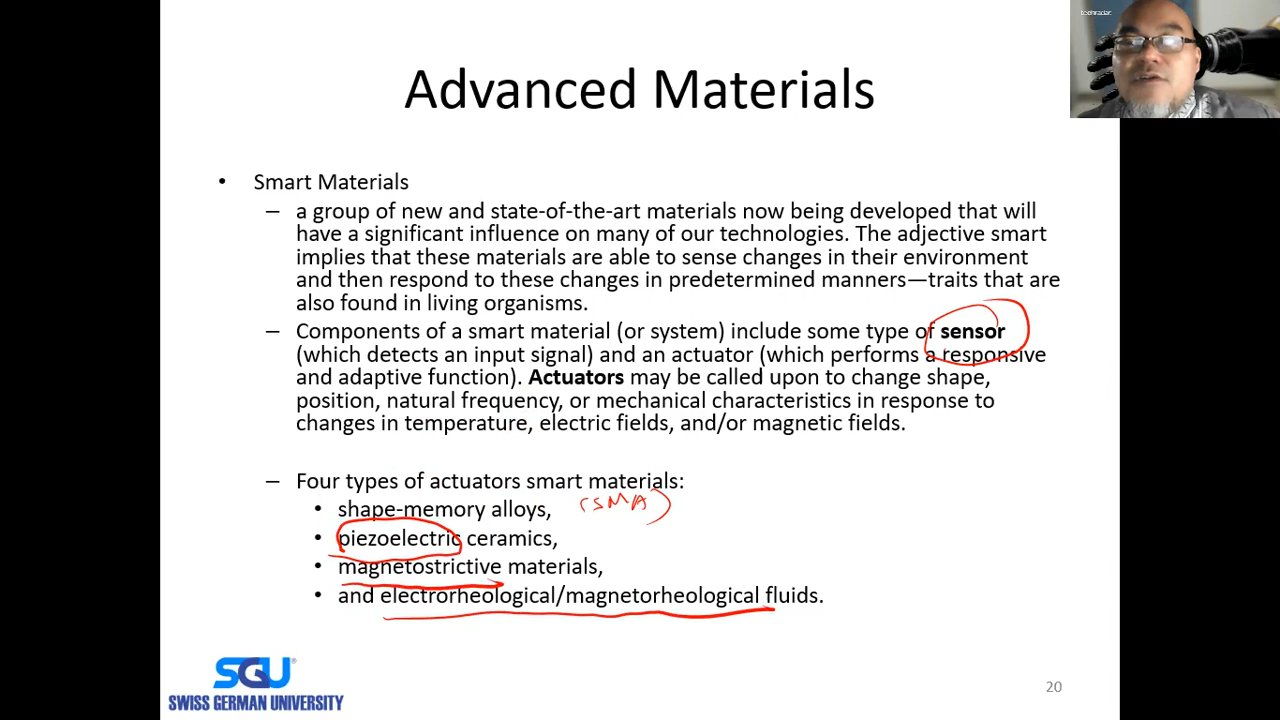 techradar.
Advanced Materials
• Smart Materials
– a group of new and state-of-the-art materials now being developed that will
have a significant influence on many of our technologies. The adjective smart
implies that these materials are able to sense changes in their environment
and then respond to these changes in predetermined manners—traits that are
also found in living organisms.
– Components of a smart material (or system) include some type of sensor
(which detects an input signal) and an actuator (which performs a responsive
and adaptive function). Actuators may be called upon to change shape,
position, natural frequency, or mechanical characteristics in response to
changes in temperature, electric fields, and/or magnetic fields.
– Four types of actuators smart materials:
• shape-memory alloys, (SMA)
• piezoelectric ceramics,
• magnetostrictive materials,
• and electrorheological/magnetorheological fluids.
SGU®
SWISS GERMAN UNIVERSITY
20